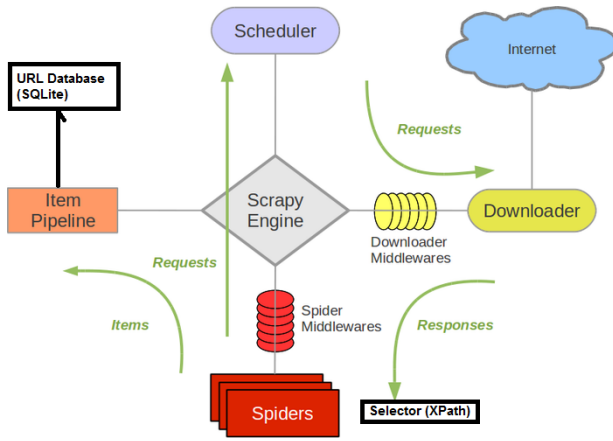 Scheduler
Internet
URL Database
(SQLite)
Requests
Item
Pipeline
Scrapy
Engine
Downloader
Downloader
Middlewares
Requests
Items
Spider
Middlewares
Responses
Spiders
Selector (XPath)